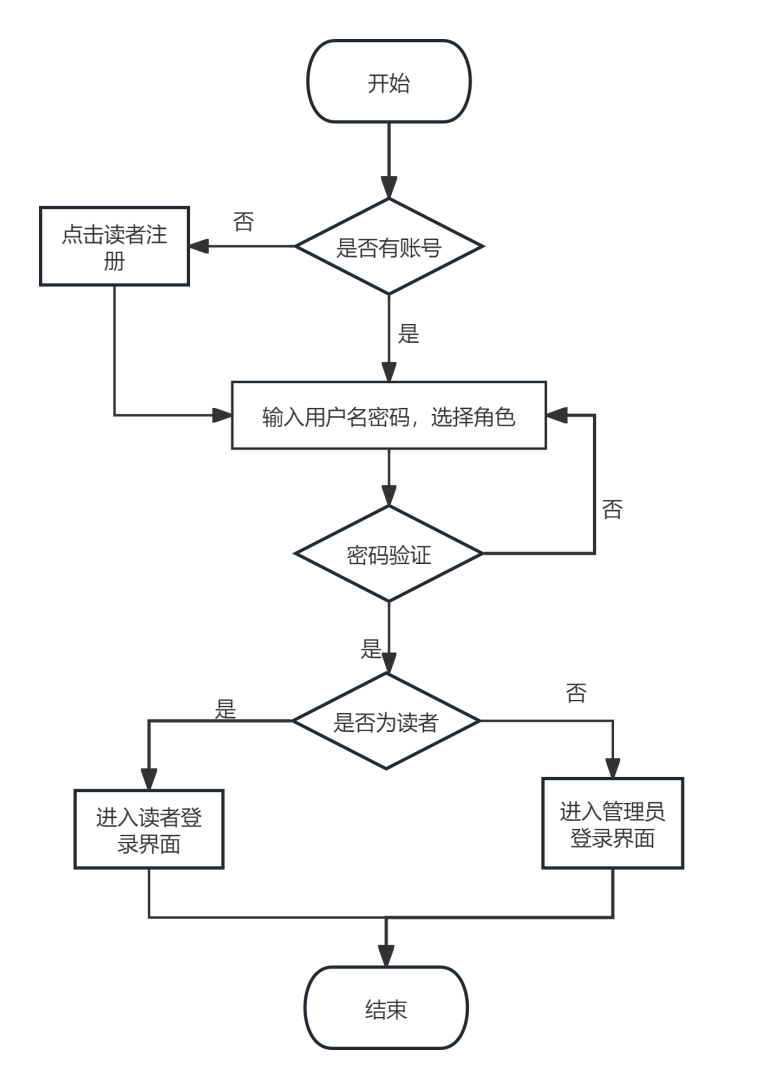 开始
否
是否有账号
点击读者注
册
是
输入用户名密码，选择角色
否
密码验证
是
是
是否为读者
否
进入读者登
录界面
进入管理员
登录界面
结束